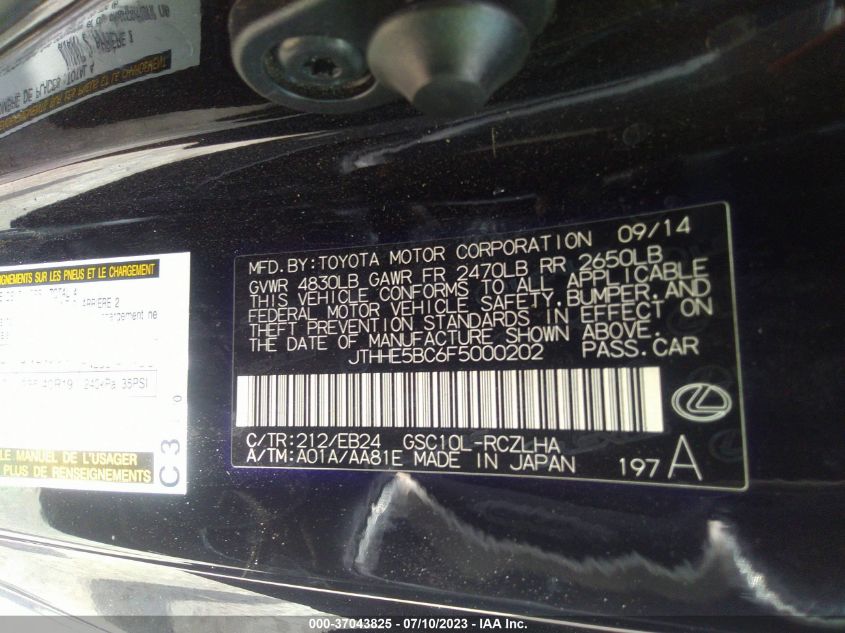 MFD. BY: TOYOTA MOTOR CORPORATION 09/14
GVWR 4830LB GAWR FR 2470LB RR 2650LB
THIS VEHICLE CONFORMS TO ALL APPLICABLE
FEDERAL MOTOR VEHICLE SAFETY, BUMPER, AND
THEFT PREVENTION STANDARDS IN EFFECT ON
THE DATE OF MANUFACTURE SHOWN ABOVE.
JTHHE5BC6F5000202 PASS. CAR
C/TR: 212/EB24 GSC10L-RCZLHA
A/TM: A01A/AA81E MADE IN JAPAN
197 A
SUR LES PNEUS ET LE CHARGEMENT
ARRIERE 2
ne
240kPa 35PSI
C3
LE MANUEL DE L'USAGER
PLUS DE RENSEIGNEMENTS
000-37043825 / 07/10/2023 - IAA Inc.